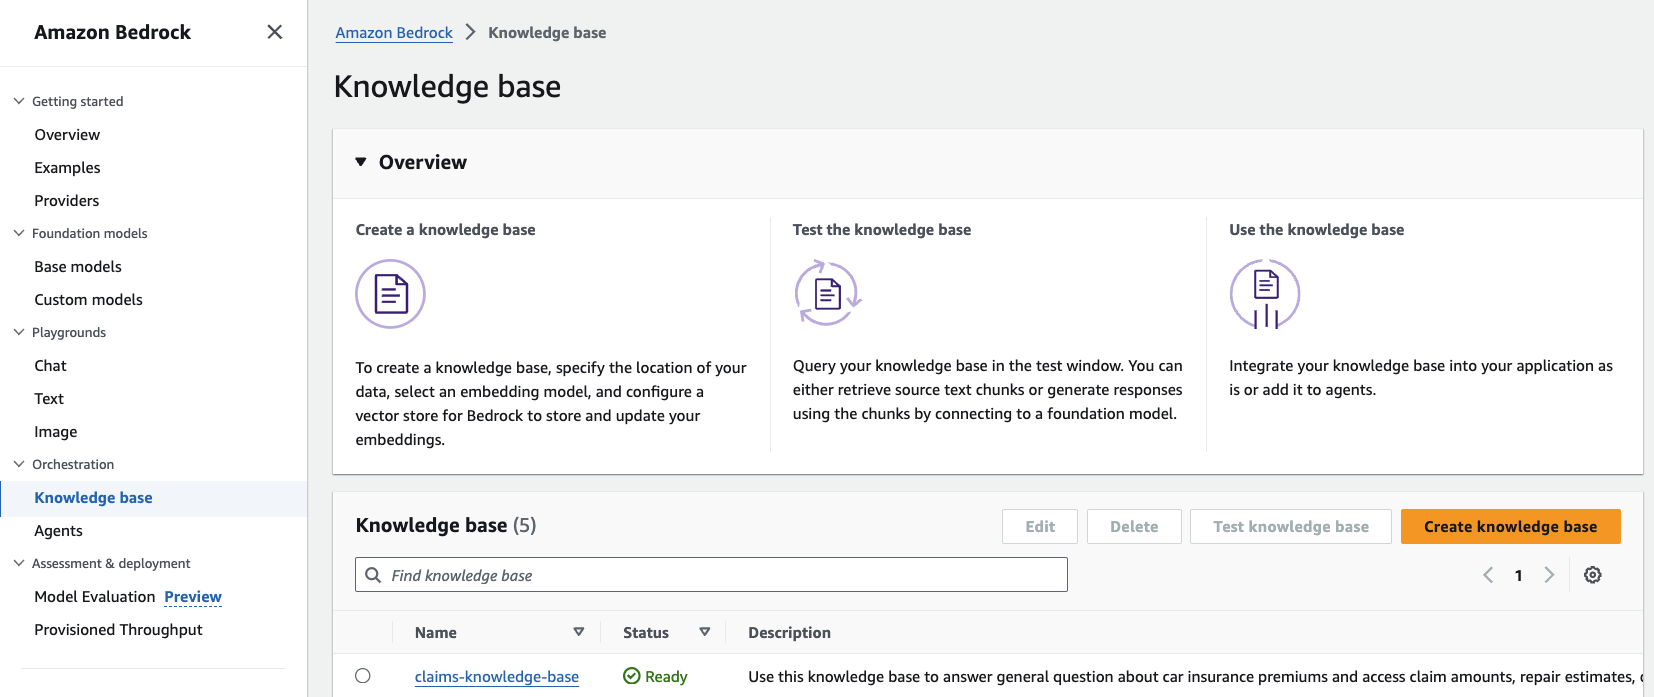 Amazon Bedrock
Getting started
Overview
Examples
Providers
Foundation models
Base models
Custom models
Playgrounds
Chat
Text
Image
Orchestration
Knowledge base
Agents
Assessment & deployment
Model Evaluation Preview
Provisioned Throughput
Amazon Bedrock > Knowledge base
Knowledge base
Overview
Create a knowledge base
To create a knowledge base, specify the location of your
data, select an embedding model, and configure a
vector store for Bedrock to store and update your
embeddings.
Test the knowledge base
Query your knowledge base in the test window. You can
either retrieve source text chunks or generate responses
using the chunks by connecting to a foundation model.
Use the knowledge base
Integrate your knowledge base into your application as
is or add it to agents.
Knowledge base (5)
Edit
Delete
Test knowledge base
Create knowledge base
Find knowledge base
1
Name Status Description
claims-knowledge-base Ready Use this knowledge base to answer general question about car insurance premiums and access claim amounts, repair estimates,